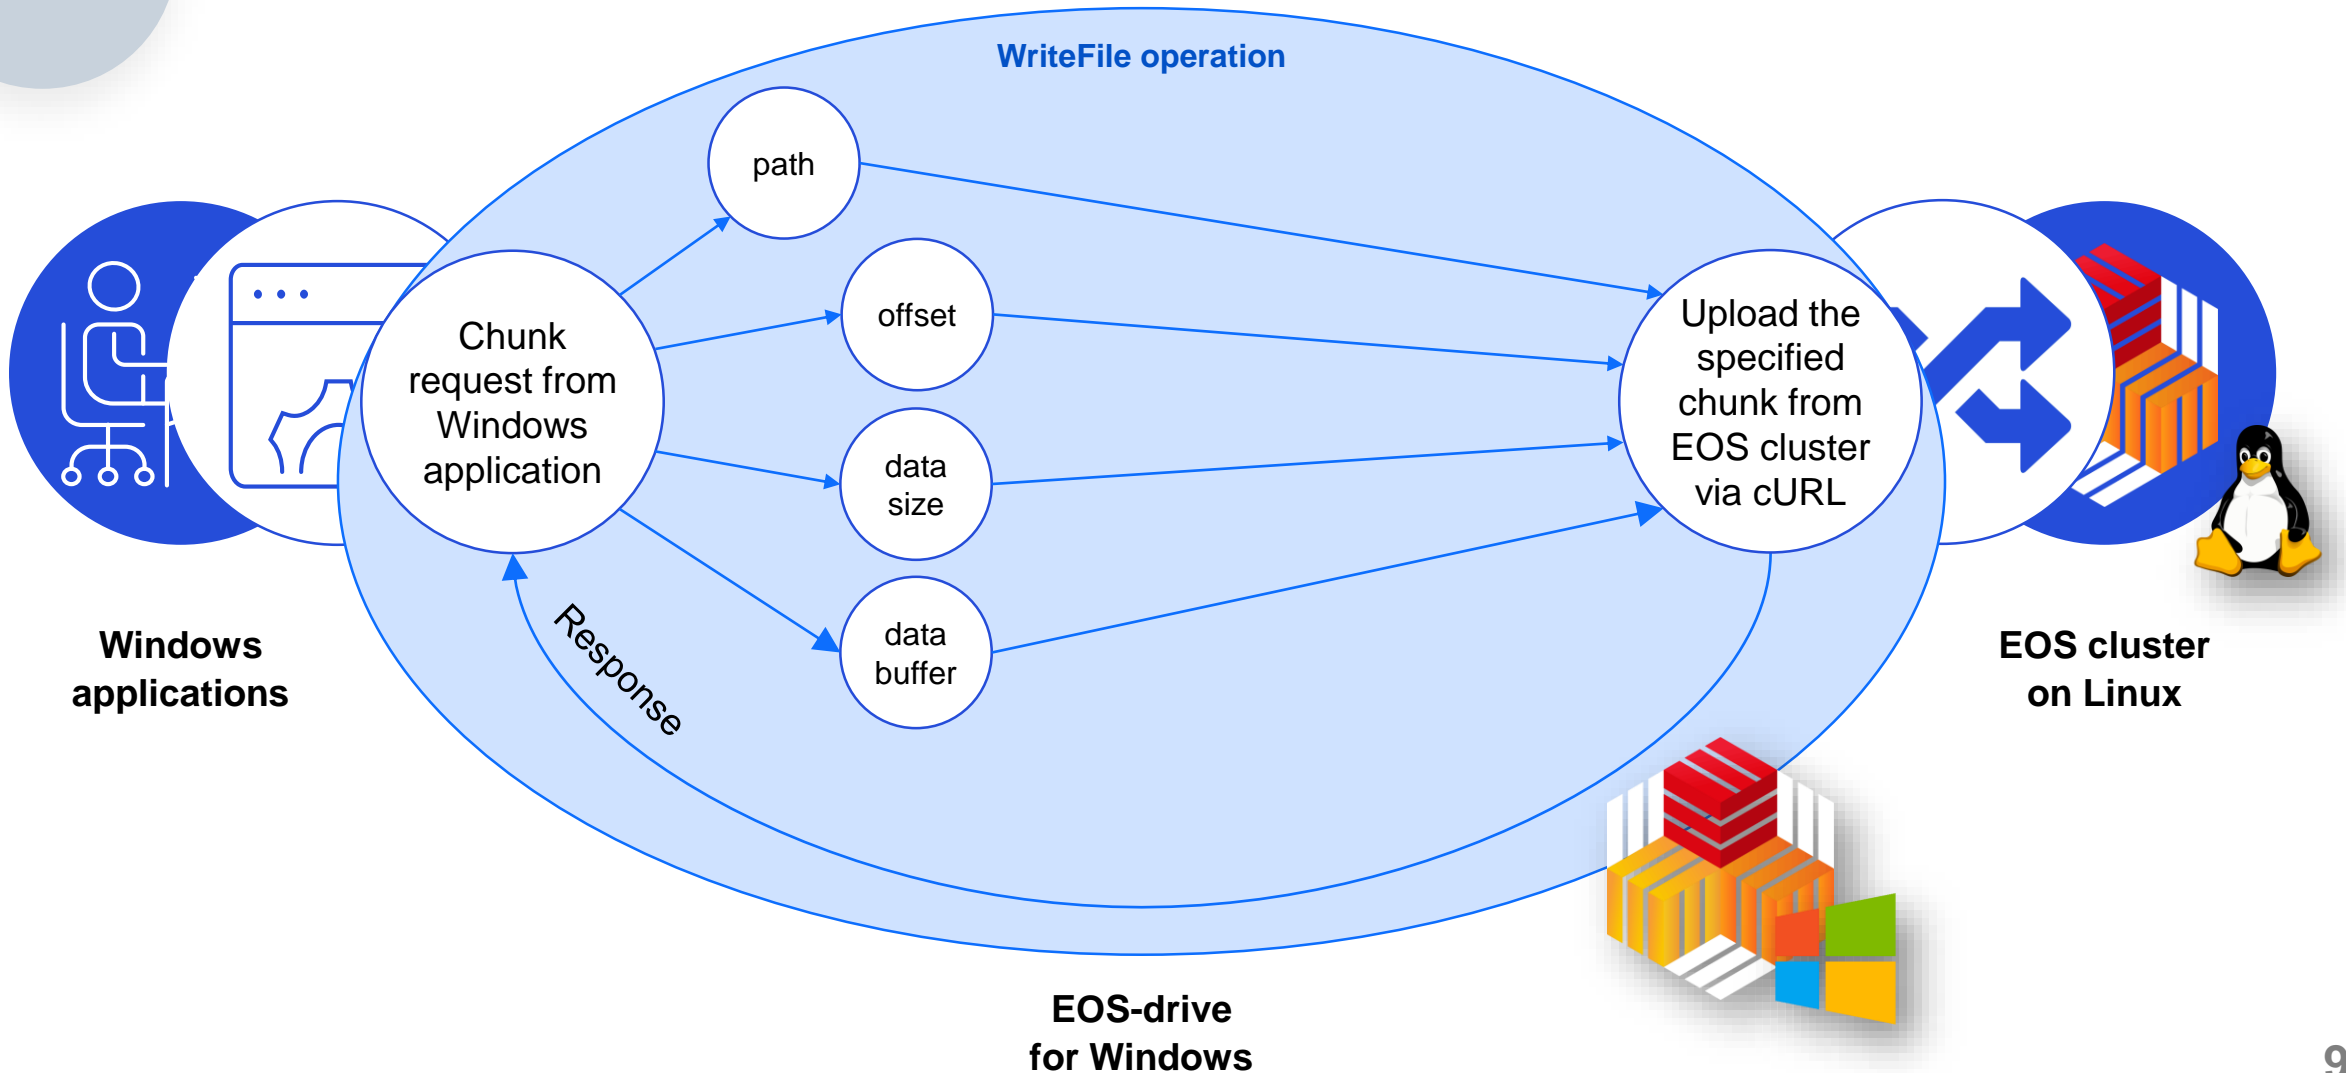 WriteFile operation
path
offset
data
size
data
buffer
Chunk
request from
Windows
application
Upload the
specified
chunk from
EOS cluster
via cURL
Response
Windows
applications
EOS cluster
on Linux
EOS-drive
for Windows
9